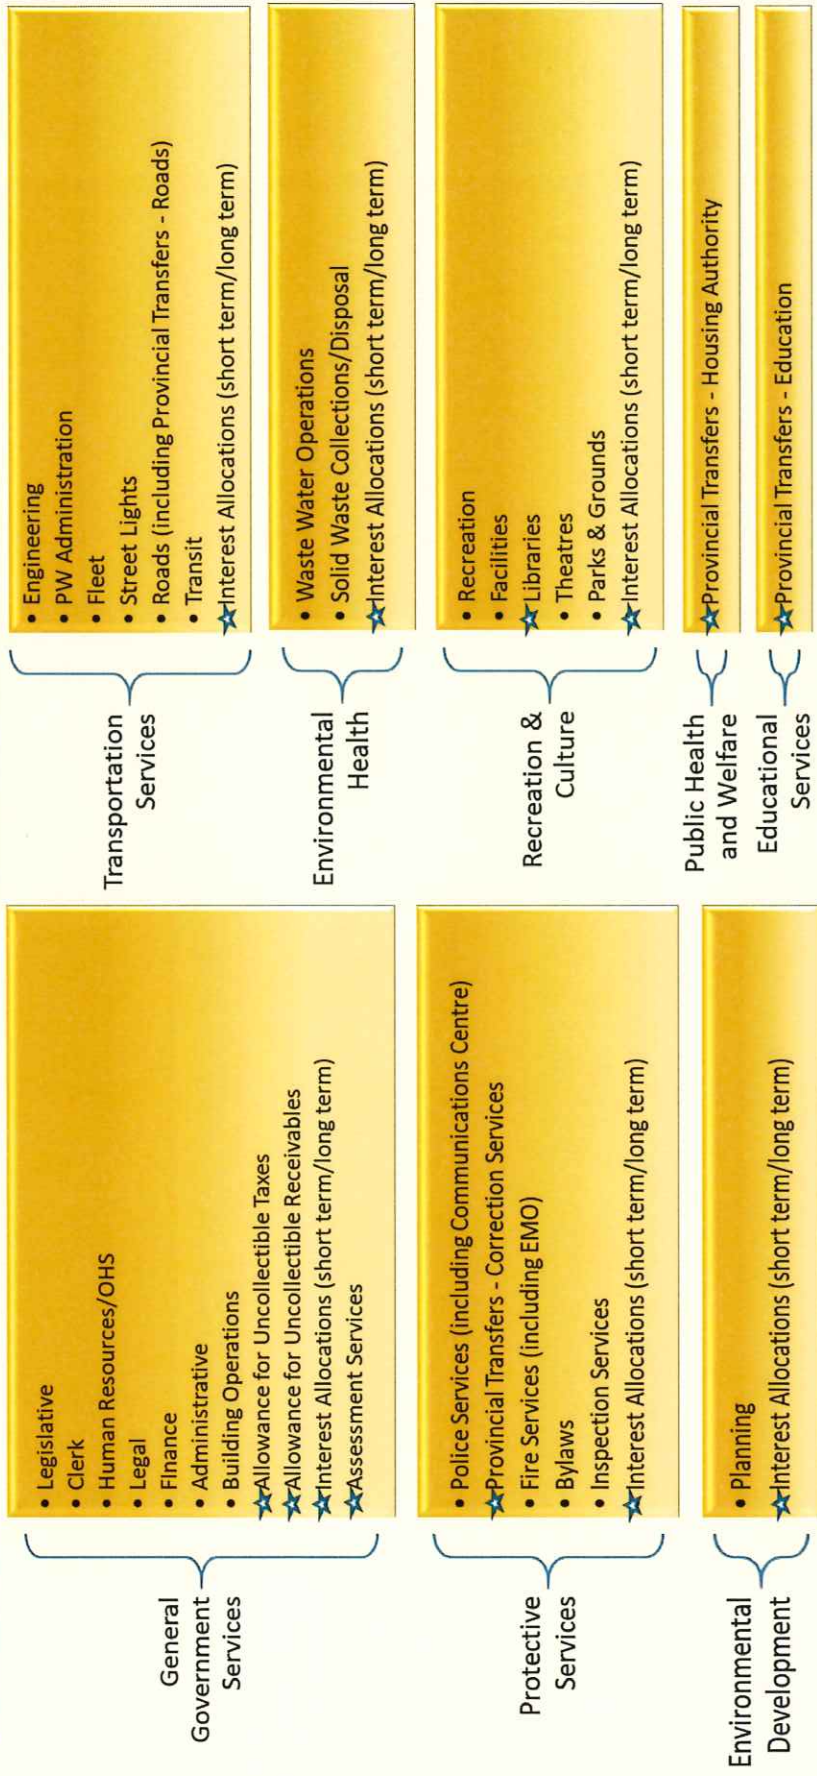 General
Government
Services
• Legislative
• Clerk
• Human Resources/OHS
• Legal
• Finance
• Administrative
• Building Operations
Allowance for Uncollectible Taxes
Allowance for Uncollectible Receivables
Interest Allocations (short term/long term)
Assessment Services
Protective
Services
• Police Services (including Communications Centre)
Provincial Transfers - Correction Services
• Fire Services (including EMO)
• Bylaws
• Inspection Services
Interest Allocations (short term/long term)
Environmental
Development
• Planning
Interest Allocations (short term/long term)
Transportation
Services
• Engineering
• PW Administration
• Fleet
• Street Lights
• Roads (including Provincial Transfers - Roads)
• Transit
Interest Allocations (short term/long term)
Environmental
Health
• Waste Water Operations
• Solid Waste Collections/Disposal
Interest Allocations (short term/long term)
Recreation &
Culture
• Recreation
• Facilities
Libraries
• Theatres
• Parks & Grounds
Interest Allocations (short term/long term)
Public Health
and Welfare
Provincial Transfers - Housing Authority
Educational
Services
Provincial Transfers - Education